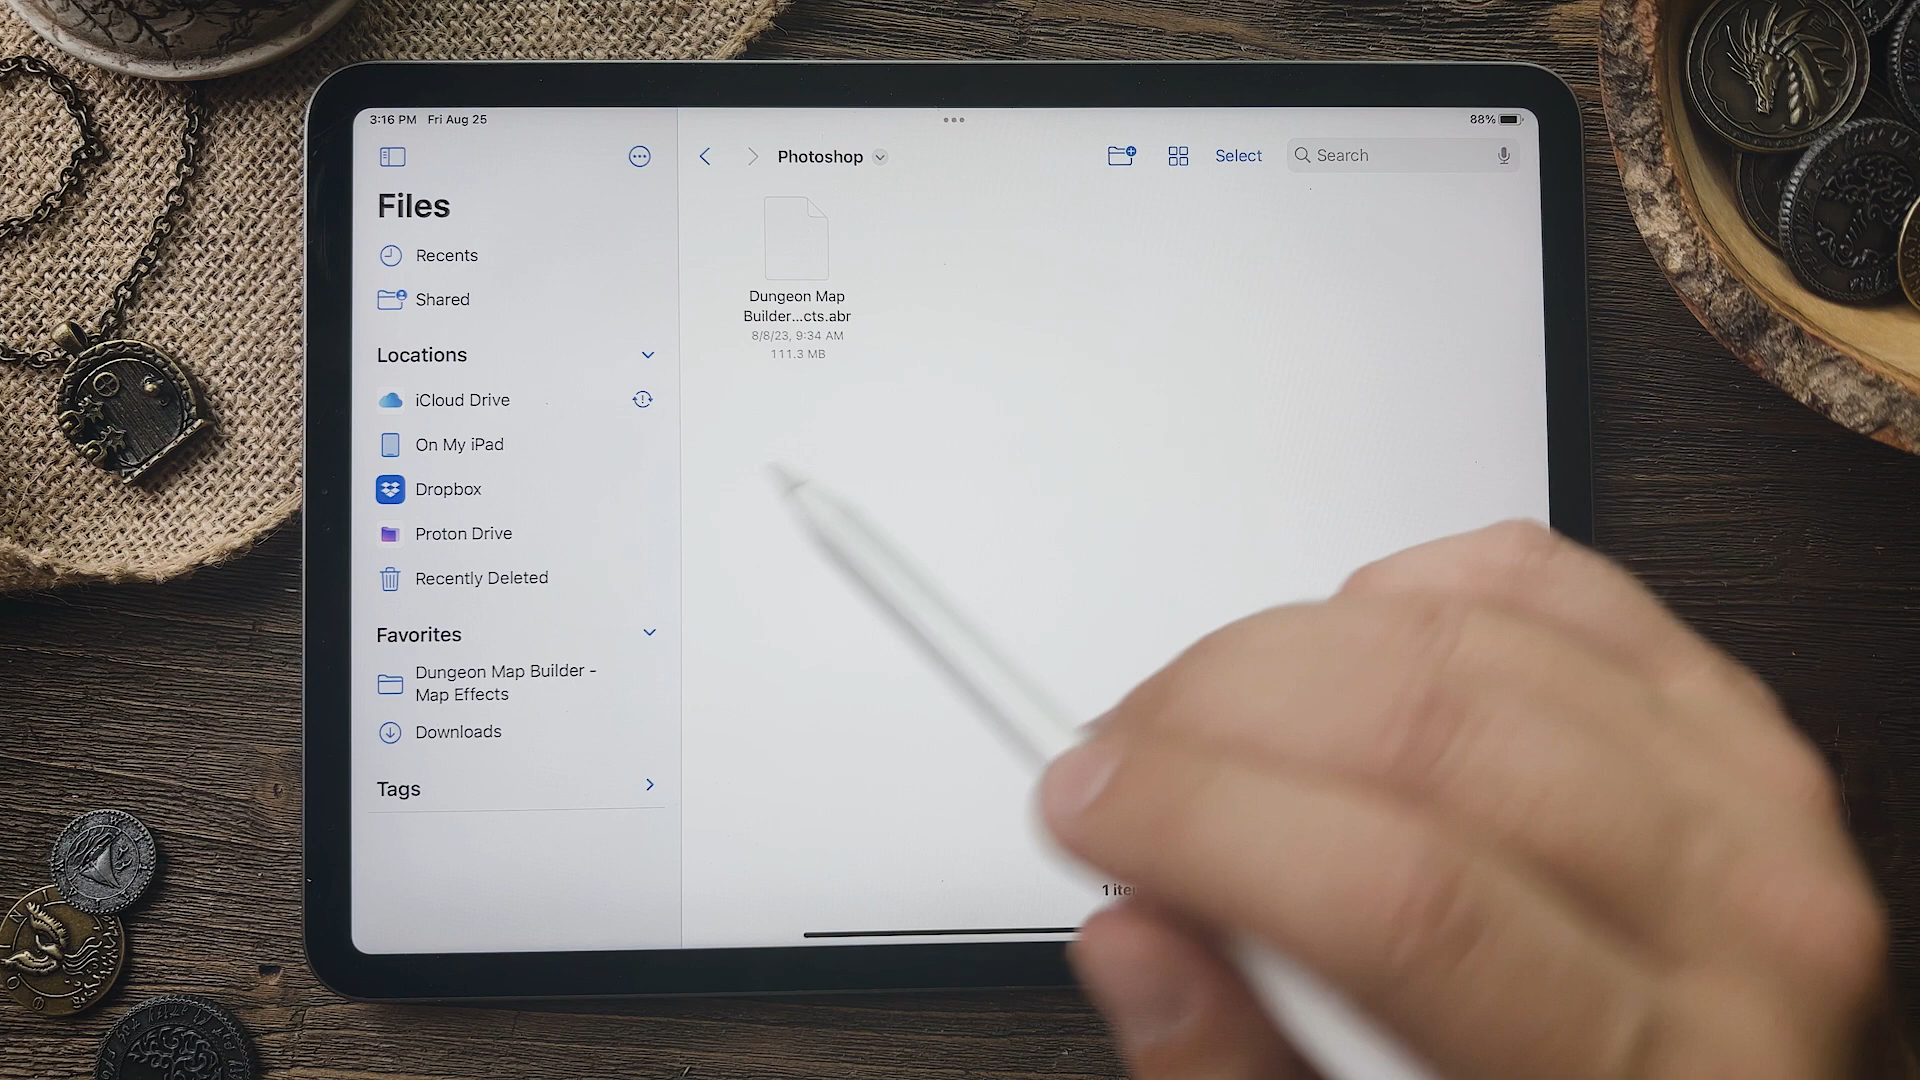 3:16 PM Fri Aug 25
88%
Files
Recents
Shared
Locations
iCloud Drive
On My iPad
Dropbox
Proton Drive
Recently Deleted
Favorites
Dungeon Map Builder -
Map Effects
Downloads
Tags
Photoshop
Select
Search
Dungeon Map
Builder...cts.abr
8/8/23, 9:34 AM
111.3 MB
1